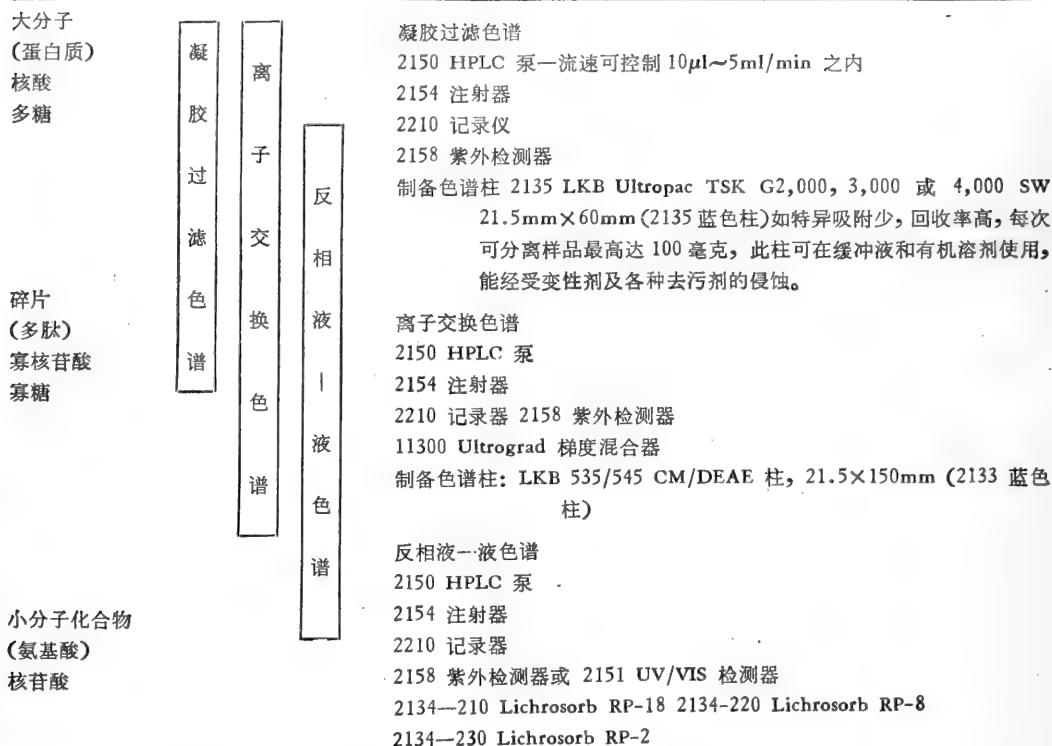 大分子
(蛋白质)
核酸
多糖
碎片
(多肽)
寡核苷酸
寡糖
小分子化合物
(氨基酸)
核苷酸
凝胶过滤色谱
离子交换色谱
反相液—液色谱
凝胶过滤色谱
2150 HPLC 泵—流速可控制 10μl~5ml/min 之内
2154 注射器
2210 记录仪
2158 紫外检测器
制备色谱柱 2135 LKB Ultropac TSK G2,000, 3,000 或 4,000 SW
21.5mm×60mm (2135 蓝色柱)如特异吸附少，回收率高，每次
可分离样品最高达 100 毫克，此柱可在缓冲液和有机溶剂使用，
能经受变性剂及各种去污剂的侵蚀。
离子交换色谱
2150 HPLC 泵
2154 注射器
2210 记录器 2158 紫外检测器
11300 Ultrograd 梯度混合器
制备色谱柱: LKB 535/545 CM/DEAE 柱，21.5×150mm (2133 蓝色
柱)
反相液—液色谱
2150 HPLC 泵
2154 注射器
2210 记录器
2158 紫外检测器或 2151 UV/VIS 检测器
2134—210 Lichrosorb RP-18 2134-220 Lichrosorb RP-8
2134—230 Lichrosorb RP-2